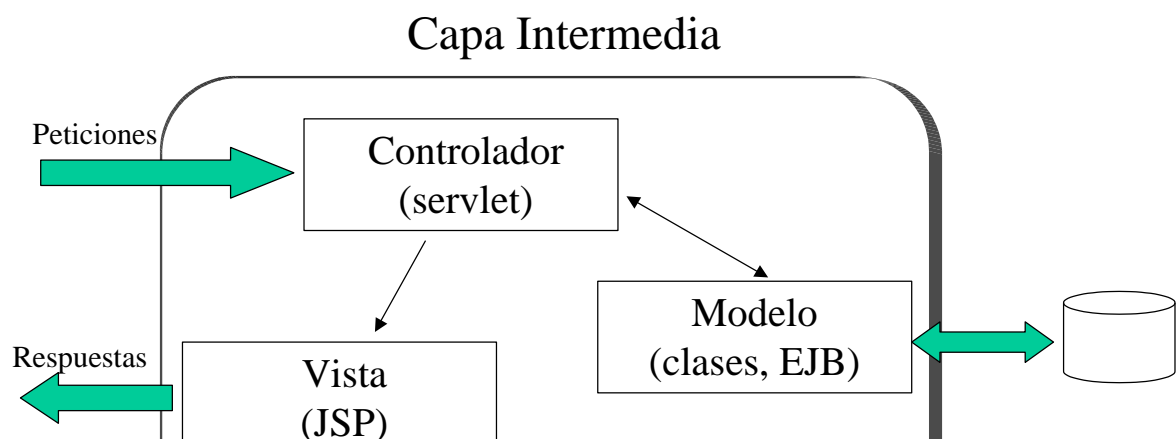 Capa Intermedia
Peticiones
Controlador
(servlet)
Modelo
(clases, EJB)
Respuestas
Vista
(JSP)